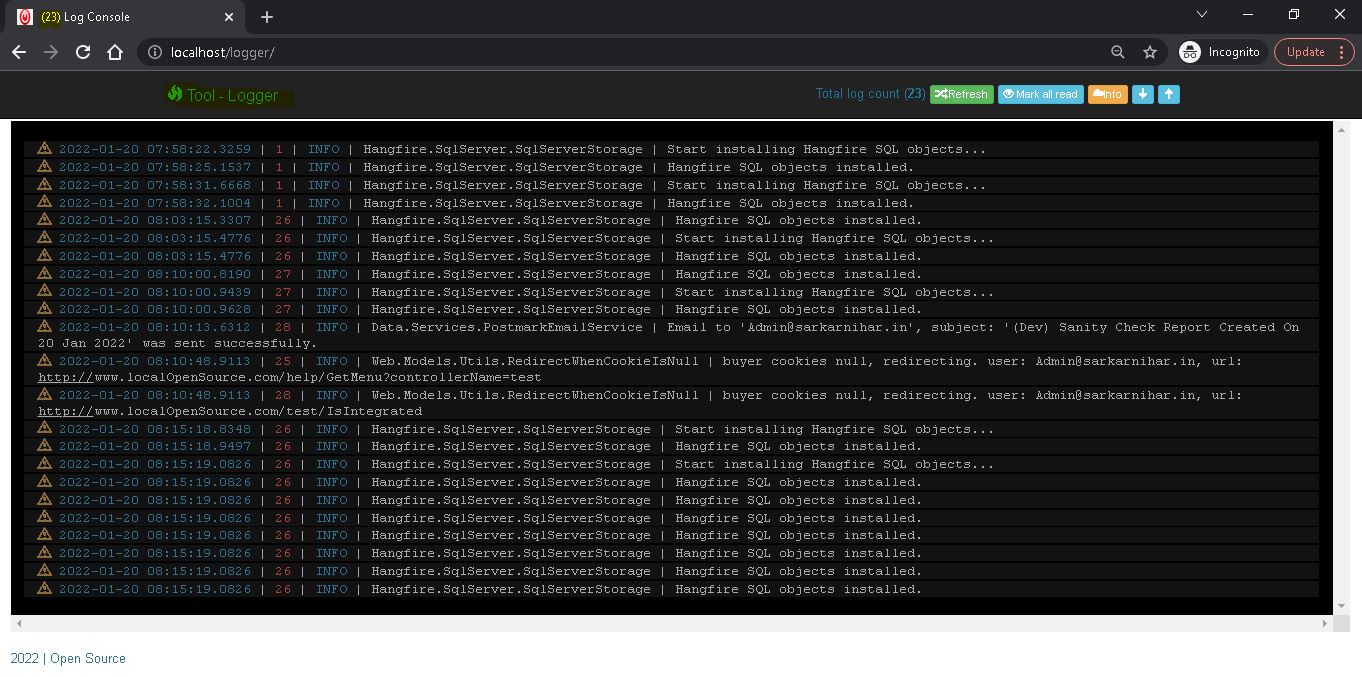 (23) Log Console
localhost/logger/
Incognito
Update
Tool - Logger
Total log count (23)
Refresh
Mark all read
Info
2022-01-20 07:58:22.3259 | 1 | INFO | Hangfire.SqlServer.SqlServerStorage | Start installing Hangfire SQL objects...
2022-01-20 07:58:25.1537 | 1 | INFO | Hangfire.SqlServer.SqlServerStorage | Hangfire SQL objects installed.
2022-01-20 07:58:31.6668 | 1 | INFO | Hangfire.SqlServer.SqlServerStorage | Start installing Hangfire SQL objects...
2022-01-20 07:58:32.1004 | 1 | INFO | Hangfire.SqlServer.SqlServerStorage | Hangfire SQL objects installed.
2022-01-20 08:03:15.3307 | 26 | INFO | Hangfire.SqlServer.SqlServerStorage | Hangfire SQL objects installed.
2022-01-20 08:03:15.4776 | 26 | INFO | Hangfire.SqlServer.SqlServerStorage | Start installing Hangfire SQL objects...
2022-01-20 08:03:15.4776 | 26 | INFO | Hangfire.SqlServer.SqlServerStorage | Hangfire SQL objects installed.
2022-01-20 08:10:00.8190 | 27 | INFO | Hangfire.SqlServer.SqlServerStorage | Hangfire SQL objects installed.
2022-01-20 08:10:00.9439 | 27 | INFO | Hangfire.SqlServer.SqlServerStorage | Start installing Hangfire SQL objects...
2022-01-20 08:10:00.9628 | 27 | INFO | Hangfire.SqlServer.SqlServerStorage | Hangfire SQL objects installed.
2022-01-20 08:10:13.6312 | 28 | INFO | Data.Services.PostmarkEmailService | Email to 'Admin@sarkarnihar.in', subject: '(Dev) Sanity Check Report Created On
20 Jan 2022' was sent successfully.
2022-01-20 08:10:48.9113 | 25 | INFO | Web.Models.Utils.RedirectWhenCookieIsNull | buyer cookies null, redirecting. user: Admin@sarkarnihar.in, url:
http://www.localOpenSource.com/help/GetMenu?controllerName=test
2022-01-20 08:10:48.9113 | 28 | INFO | Web.Models.Utils.RedirectWhenCookieIsNull | buyer cookies null, redirecting. user: Admin@sarkarnihar.in, url:
http://www.localOpenSource.com/test/IsIntegrated
2022-01-20 08:15:18.8348 | 26 | INFO | Hangfire.SqlServer.SqlServerStorage | Start installing Hangfire SQL objects...
2022-01-20 08:15:18.9497 | 26 | INFO | Hangfire.SqlServer.SqlServerStorage | Hangfire SQL objects installed.
2022-01-20 08:15:19.0826 | 26 | INFO | Hangfire.SqlServer.SqlServerStorage | Start installing Hangfire SQL objects...
2022-01-20 08:15:19.0826 | 26 | INFO | Hangfire.SqlServer.SqlServerStorage | Hangfire SQL objects installed.
2022-01-20 08:15:19.0826 | 26 | INFO | Hangfire.SqlServer.SqlServerStorage | Hangfire SQL objects installed.
2022-01-20 08:15:19.0826 | 26 | INFO | Hangfire.SqlServer.SqlServerStorage | Hangfire SQL objects installed.
2022-01-20 08:15:19.0826 | 26 | INFO | Hangfire.SqlServer.SqlServerStorage | Hangfire SQL objects installed.
2022-01-20 08:15:19.0826 | 26 | INFO | Hangfire.SqlServer.SqlServerStorage | Hangfire SQL objects installed.
2022-01-20 08:15:19.0826 | 26 | INFO | Hangfire.SqlServer.SqlServerStorage | Hangfire SQL objects installed.
2022-01-20 08:15:19.0826 | 26 | INFO | Hangfire.SqlServer.SqlServerStorage | Hangfire SQL objects installed.
2022 | Open Source